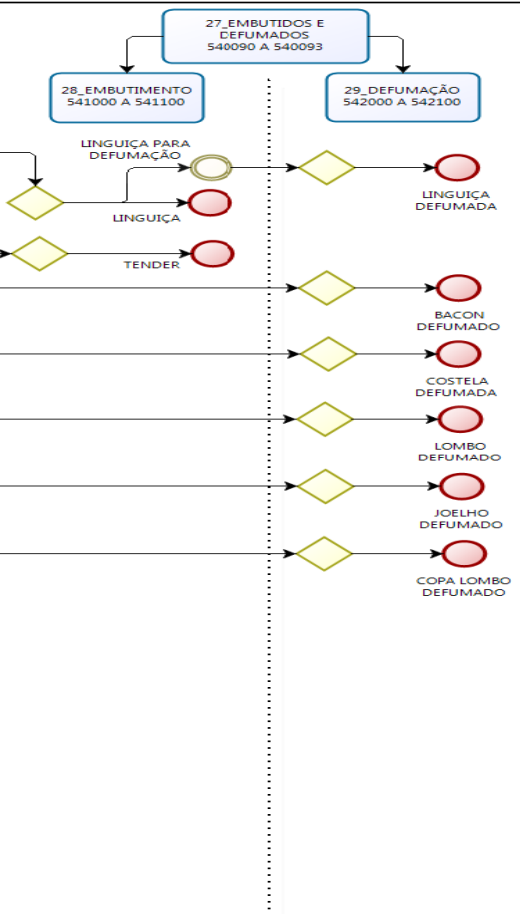 27_EMBUTIDOS E
DEFUMADOS
540090 A 540093
28_EMBUTIMENTO
541000 A 541100
29_DEFUMAÇÃO
542000 A 542100
LINGUIÇA PARA
DEFUMAÇÃO
LINGUIÇA
DEFUMADA
LINGUIÇA
TENDER
BACON
DEFUMADO
COSTELA
DEFUMADA
LOMBO
DEFUMADO
JOELHO
DEFUMADO
COPA LOMBO
DEFUMADO